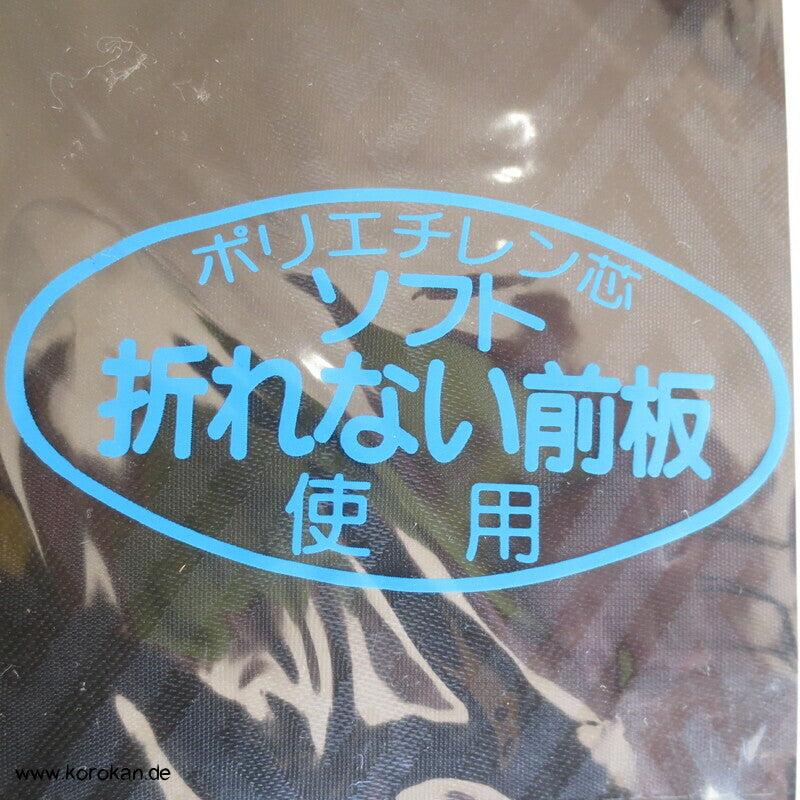 ポリエチレン芯
ソフト
折れない前板
使用
www.korokan.de